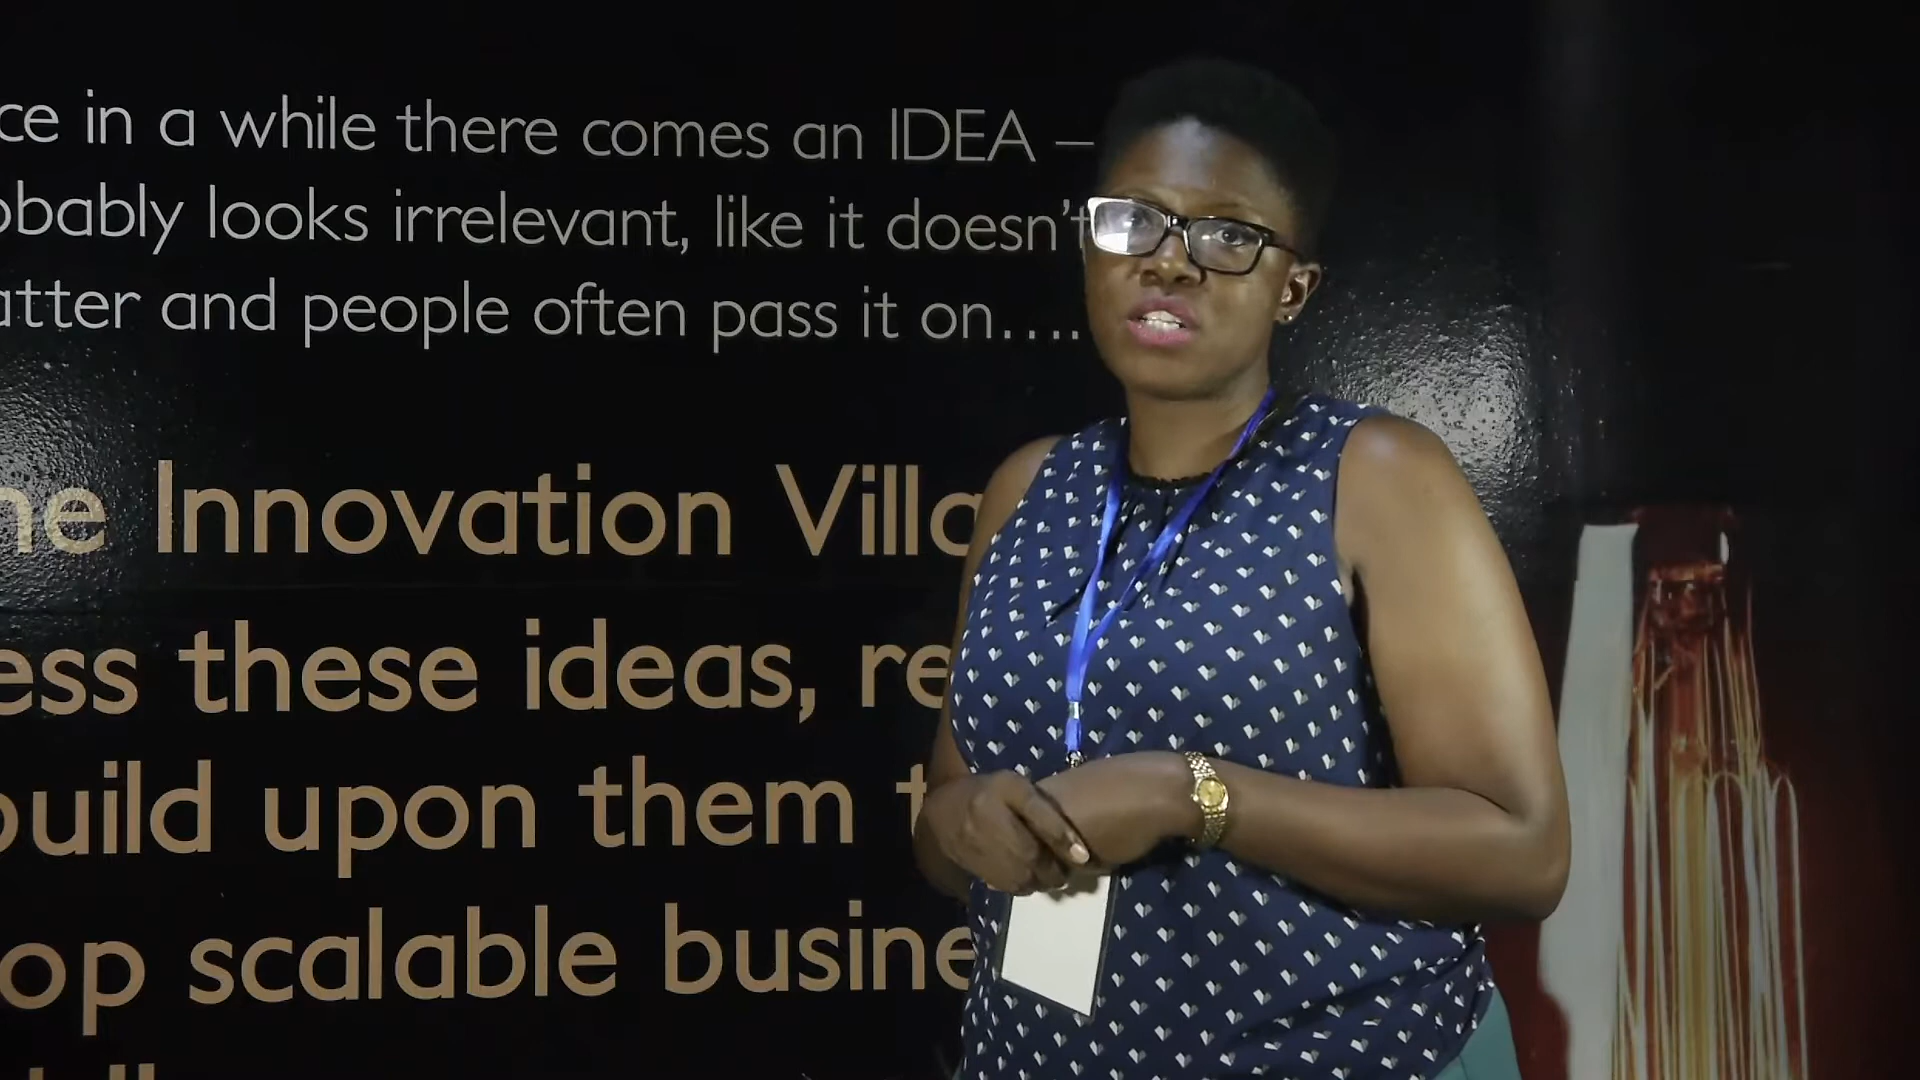 ce in a while there comes an IDEA –
obably looks irrelevant, like it doesn't
atter and people often pass it on....
ne Innovation Villa
ess these ideas, re
build upon them t
op scalable busine